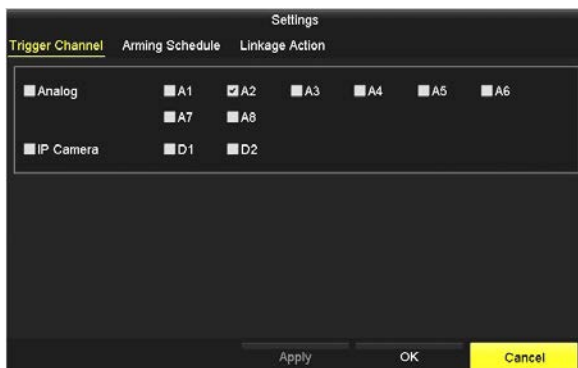 Settings
Trigger Channel Arming Schedule Linkage Action
Analog A1 A2 A3 A4 A5 A6
A7 A8
IP Camera D1 D2
Apply OK Cancel